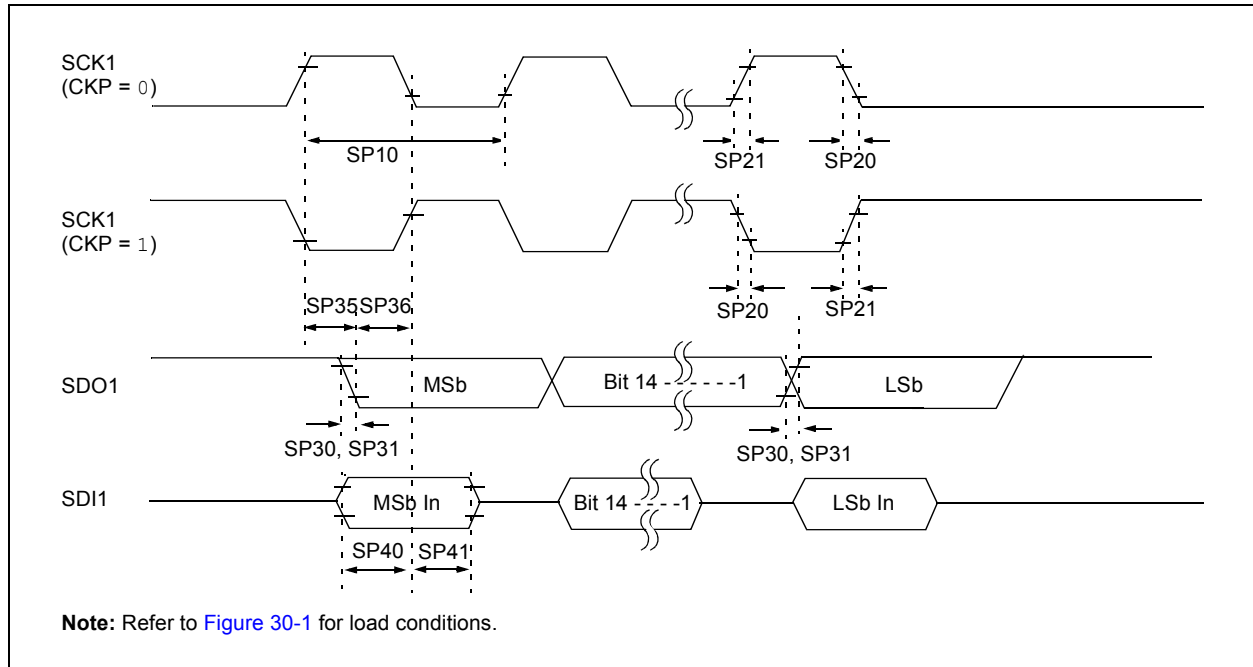 SCK1
(CKP = 0)
SP10
SP21
SP20
SCK1
(CKP = 1)
SP20
SP21
SP35 SP36
SDO1
MSb
Bit 14 - - - - - -1
LSb
SP30, SP31
SP30, SP31
SDI1
MSb In
Bit 14 - - - -1
LSb In
SP40
SP41
Note: Refer to Figure 30-1 for load conditions.